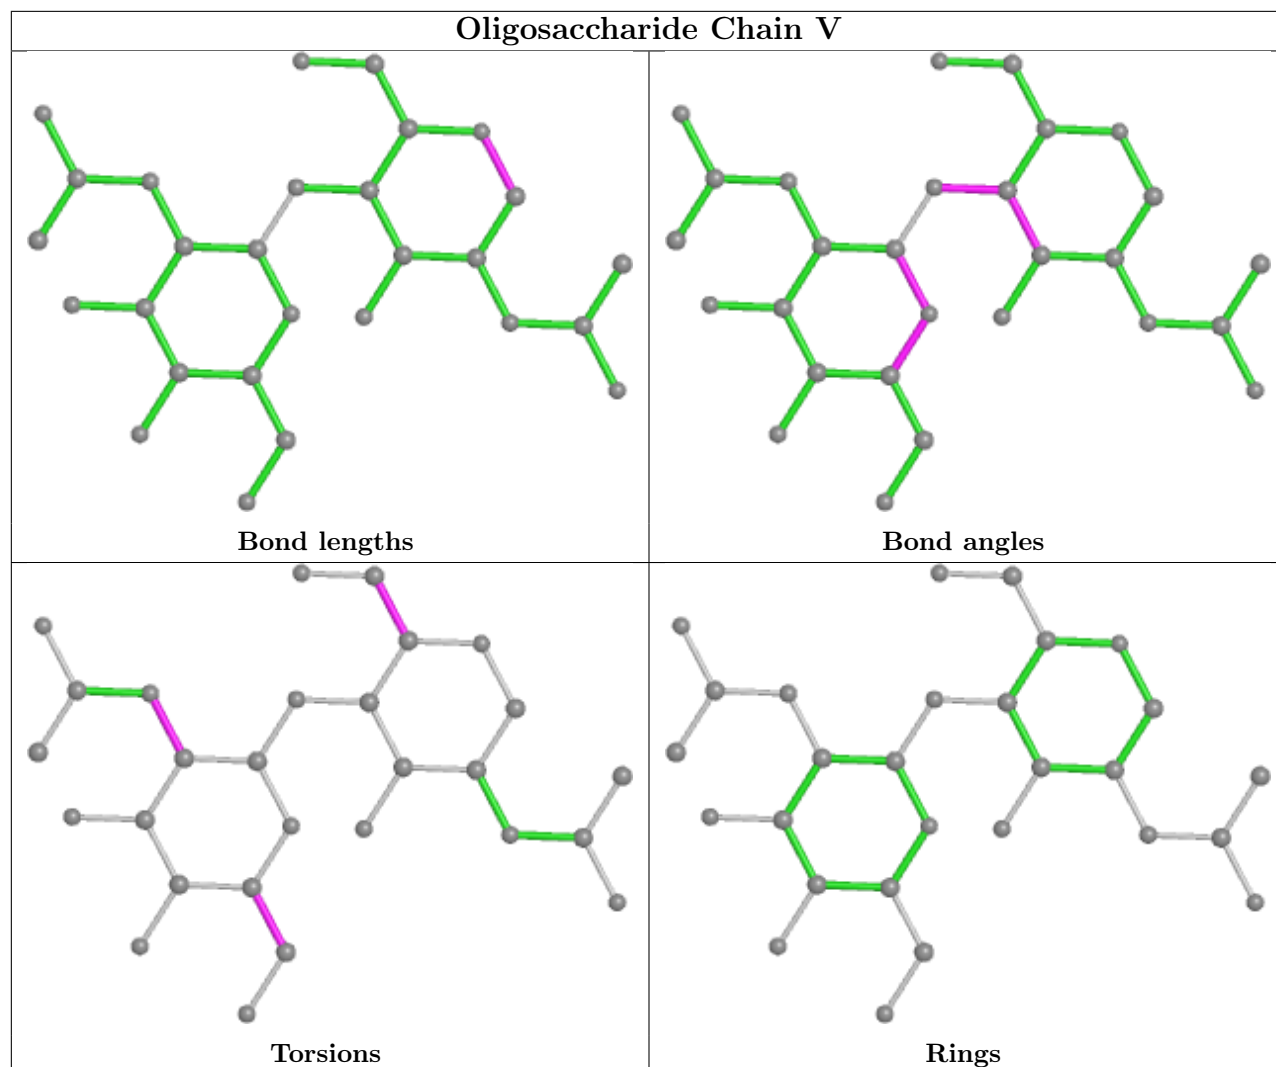 Oligosaccharide Chain V
Bond lengths
Bond angles
Torsions
Rings